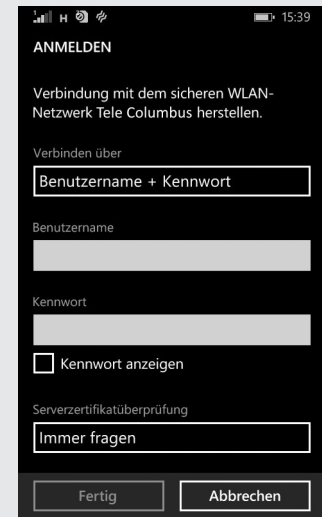 H 15:39
ANMELDEN
Verbindung mit dem sicheren WLAN-
Netzwerk Tele Columbus herstellen.
Verbinden über
Benutzername + Kennwort
Benutzername
Kennwort
Kennwort anzeigen
Serverzertifikatüberprüfung
Immer fragen
Fertig Abbrechen